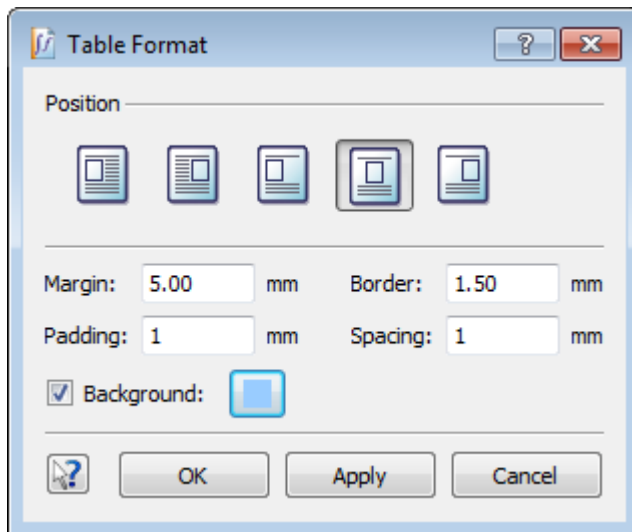 Table Format
Position
Margin: 5.00 mm Border: 1.50 mm
Padding: 1 mm Spacing: 1 mm
Background:
OK Apply Cancel